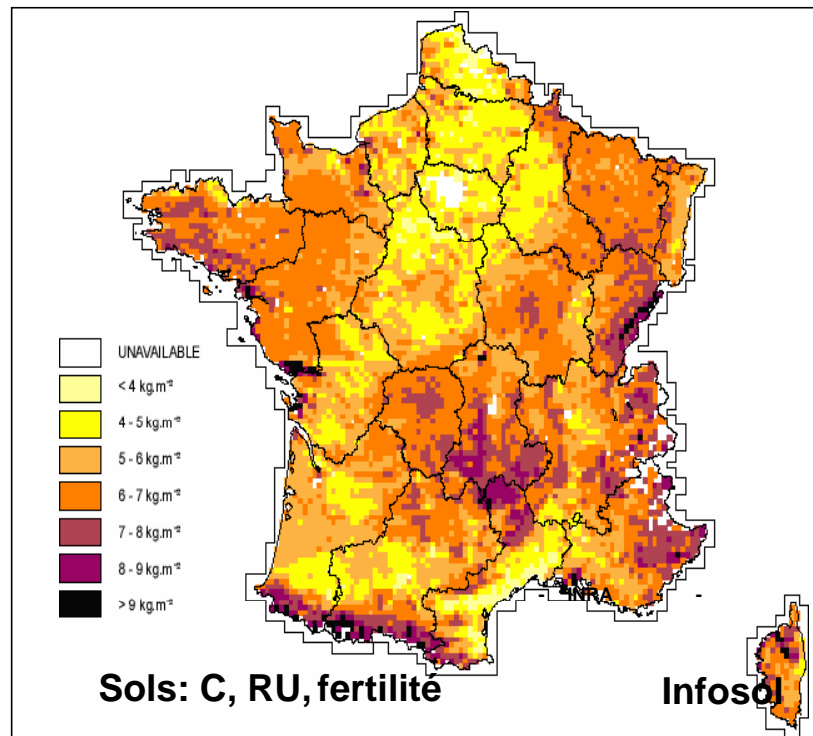 UNAVAILABLE
< 4 kg.m⁻²
4 - 5 kg.m⁻²
5 - 6 kg.m⁻²
6 - 7 kg.m⁻²
7 - 8 kg.m⁻²
8 - 9 kg.m⁻²
> 9 kg.m⁻²
- INRA -
Sols: C, RU, fertilité
Infosol